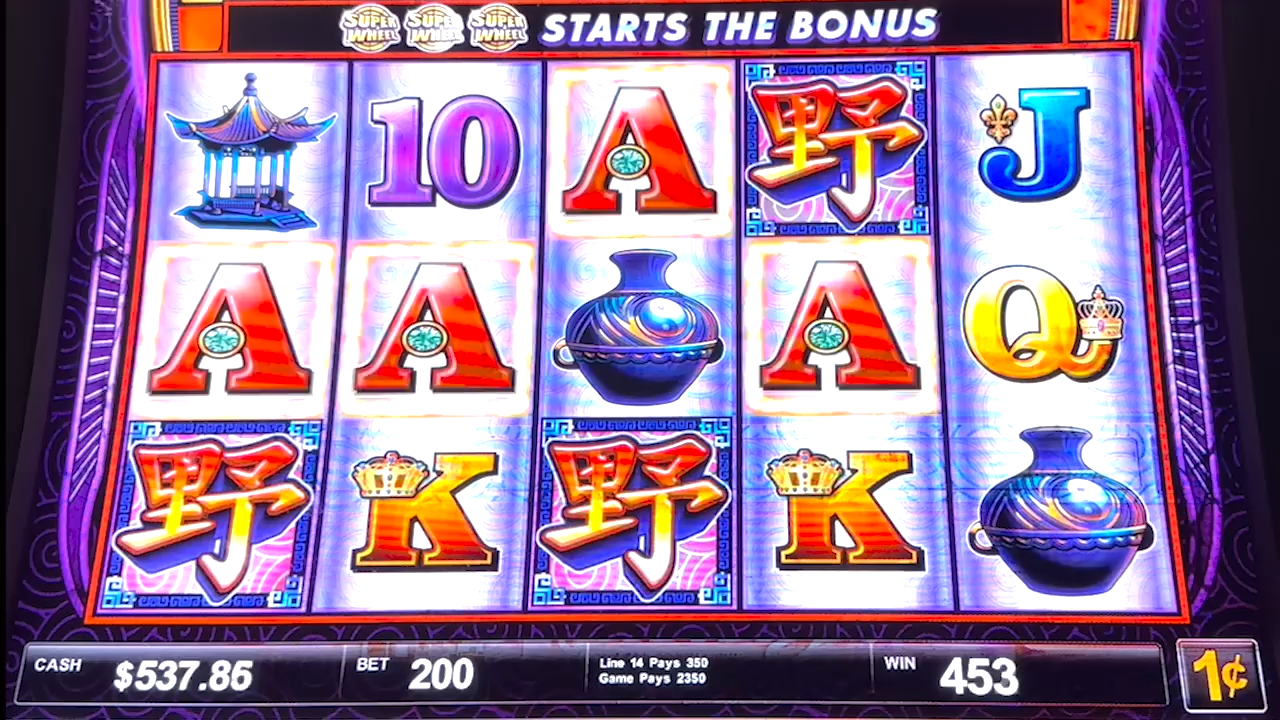 SUPER WHEEL SUPER WHEEL SUPER WHEEL STARTS THE BONUS
10 A 野 J
A A A Q
野 K 野 K
CASH $537.85 BET 200 Line 14 Pays 350 WIN 453 1¢
Game Pays 2350